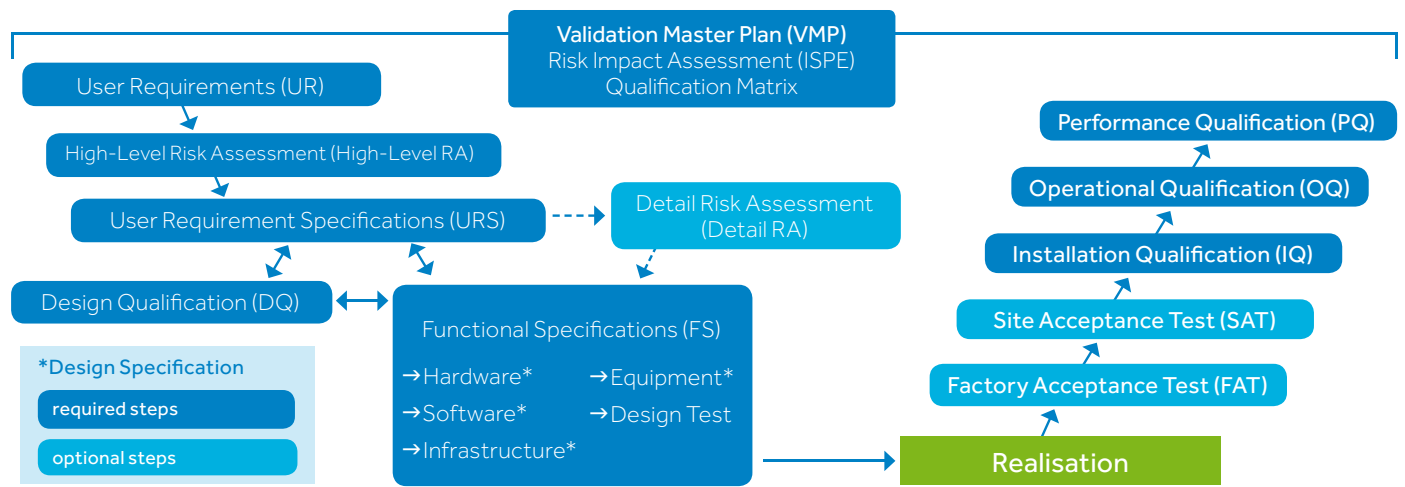 Validation Master Plan (VMP)
Risk Impact Assessment (ISPE)
Qualification Matrix
User Requirements (UR)
High-Level Risk Assessment (High-Level RA)
User Requirement Specifications (URS)
Detail Risk Assessment
(Detail RA)
Design Qualification (DQ)
Functional Specifications (FS)
→Hardware*
→Software*
→Infrastructure*
→Equipment*
→Design Test
*Design Specification
required steps
optional steps
Performance Qualification (PQ)
Operational Qualification (OQ)
Installation Qualification (IQ)
Site Acceptance Test (SAT)
Factory Acceptance Test (FAT)
Realisation